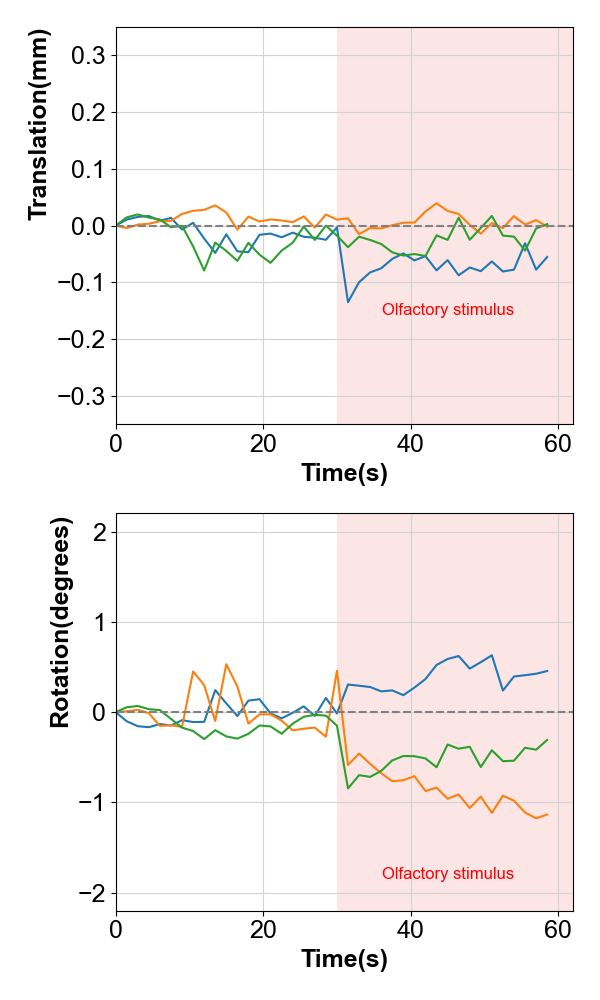 Translation(mm)
0.3
0.2
0.1
0.0
−0.1
−0.2
−0.3
Olfactory stimulus
0 20 40 60
Time(s)
Rotation(degrees)
2
1
0
−1
−2
Olfactory stimulus
0 20 40 60
Time(s)